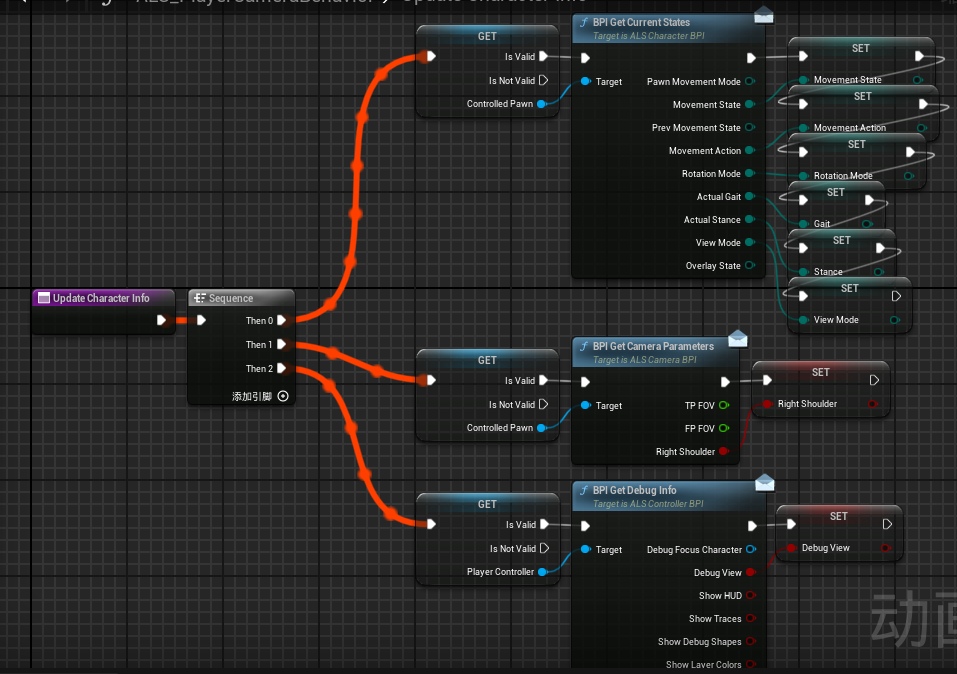 ALS_PlayerCameraBehavior
Update Character Info
GET
Is Valid
Is Not Valid
Controlled Pawn
BPI Get Current States
Target is ALS Character BPI
Target
Pawn Movement Mode
Movement State
Prev Movement State
Movement Action
Rotation Mode
Actual Gait
Actual Stance
View Mode
Overlay State
SET
Movement State
SET
Movement Action
SET
Rotation Mode
SET
Gait
SET
Stance
SET
View Mode
Update Character Info
Sequence
Then 0
Then 1
Then 2
添加引脚
GET
Is Valid
Is Not Valid
Controlled Pawn
BPI Get Camera Parameters
Target is ALS Camera BPI
Target
TP FOV
FP FOV
Right Shoulder
SET
Right Shoulder
GET
Is Valid
Is Not Valid
Player Controller
BPI Get Debug Info
Target is ALS Controller BPI
Target
Debug Focus Character
Debug View
Show HUD
Show Traces
Show Debug Shapes
Show Layer Colors
SET
Debug View
动画